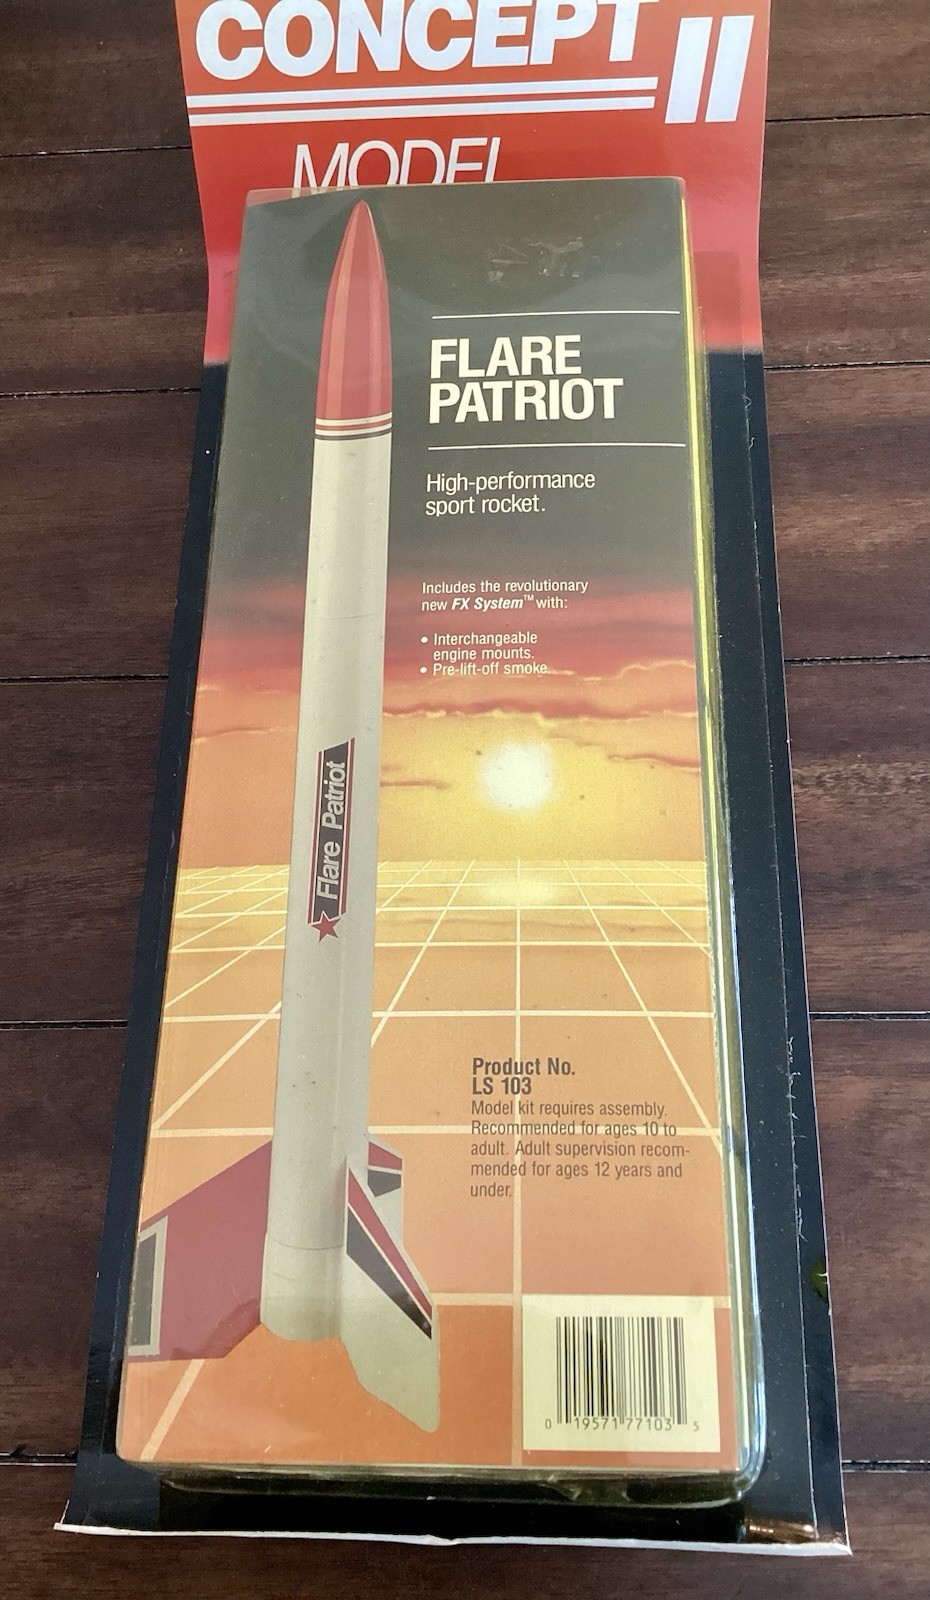 CONCEPT II
MODEL
FLARE
PATRIOT
High-performance
sport rocket.
Includes the revolutionary
new FX System™ with:
• Interchangeable
engine mounts.
• Pre-lift-off smoke.
Flare Patriot
Product No.
LS 103
Model kit requires assembly.
Recommended for ages 10 to
adult. Adult supervision recom-
mended for ages 12 years and
under.
0 19571 77103 5